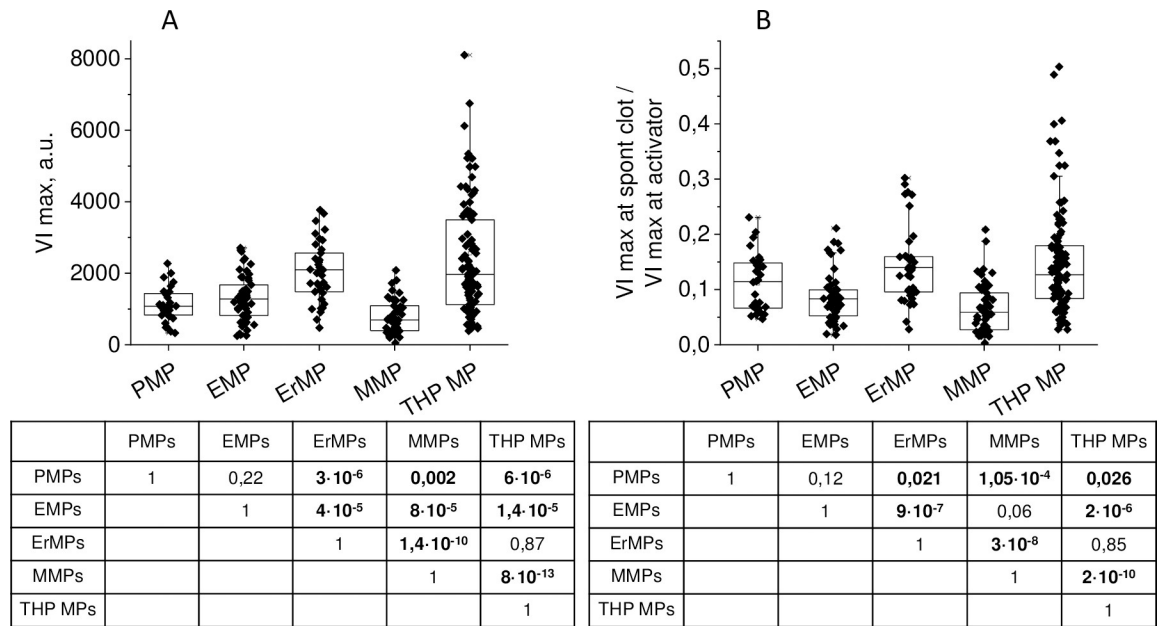 A
VI max, a.u.
8000
6000
4000
2000
0
PMP
EMP
ErMP
MMP
THP MP
B
VI max at spont clot /
VI max at activator
0,5
0,4
0,3
0,2
0,1
0,0
PMP
EMP
ErMP
MMP
THP MP
PMPs EMPs ErMPs MMPs THP MPs
PMPs 1 0,22 3·10⁻⁶ 0,002 6·10⁻⁶
EMPs 1 4·10⁻⁵ 8·10⁻⁵ 1,4·10⁻⁵
ErMPs 1 1,4·10⁻¹⁰ 0,87
MMPs 1 8·10⁻¹³
THP MPs 1
PMPs EMPs ErMPs MMPs THP MPs
PMPs 1 0,12 0,021 1,05·10⁻⁴ 0,026
EMPs 1 9·10⁻⁷ 0,06 2·10⁻⁶
ErMPs 1 3·10⁻⁸ 0,85
MMPs 1 2·10⁻¹⁰
THP MPs 1